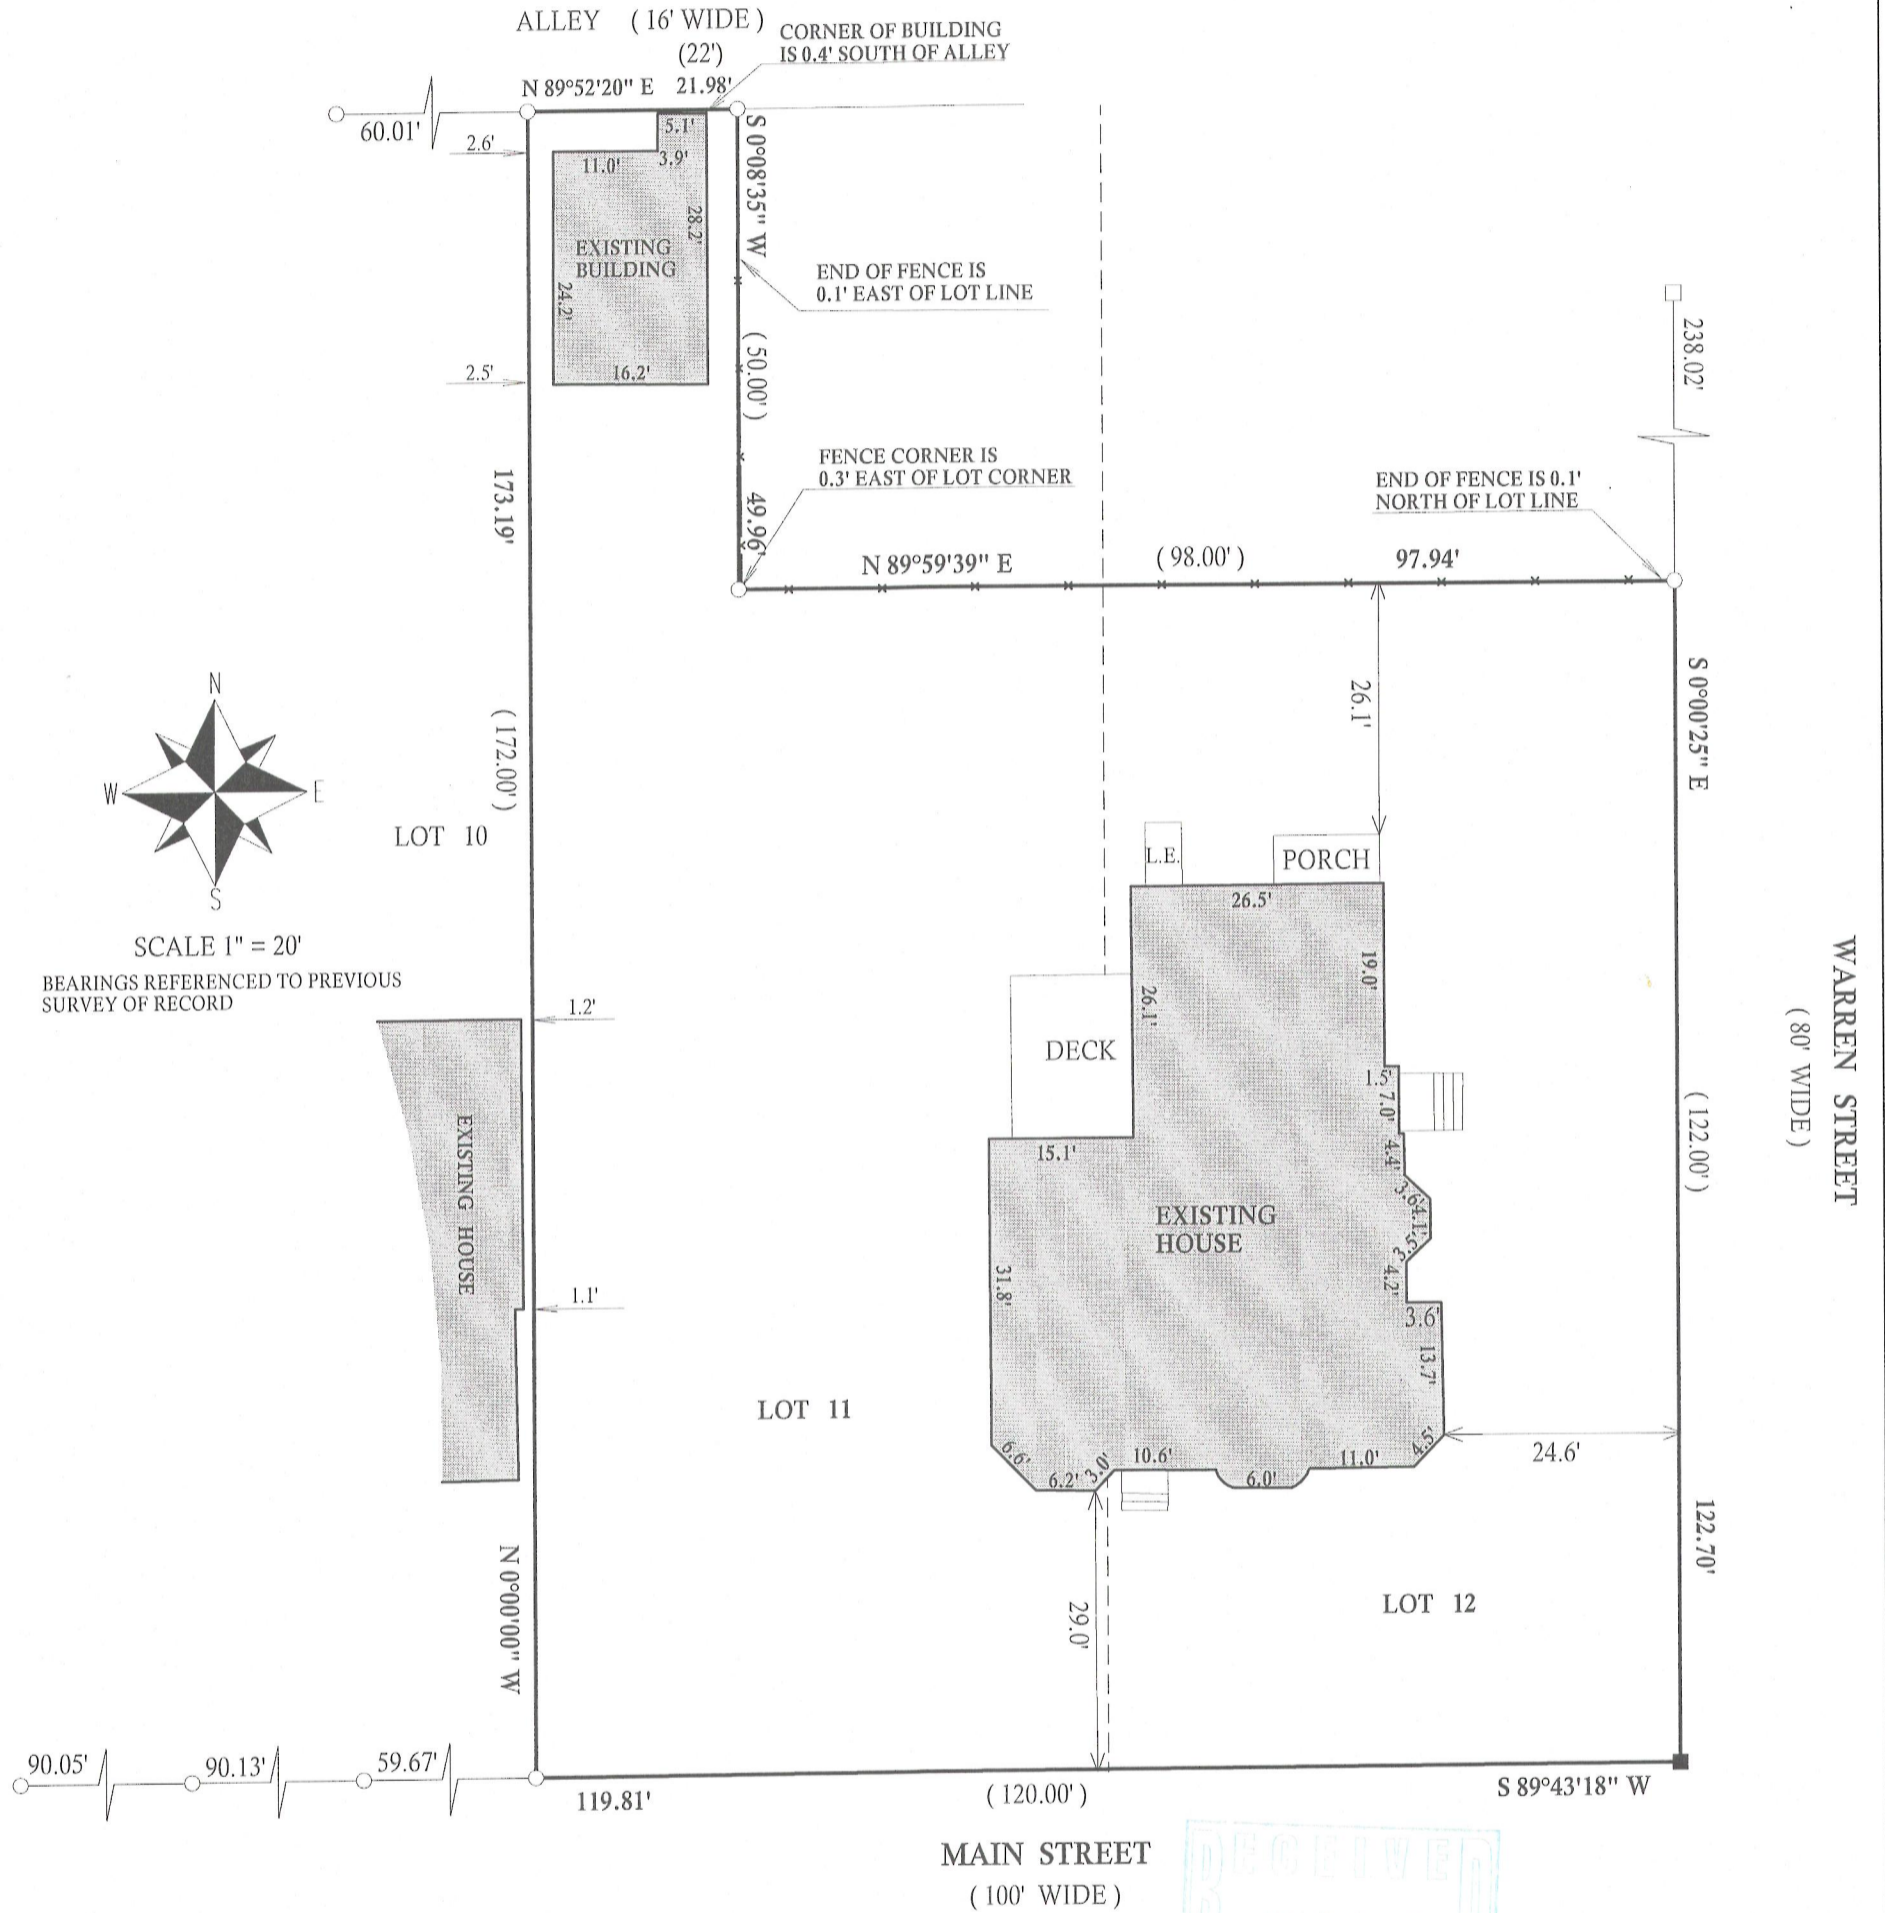 ALLEY ( 16' WIDE )
(22')
CORNER OF BUILDING
IS 0.4' SOUTH OF ALLEY
N 89°52'20" E 21.98'
60.01'
2.6'
5.1'
3.9'
11.0'
S 0°08'35" W
28.2'
EXISTING
BUILDING
24.2'
END OF FENCE IS
0.1' EAST OF LOT LINE
238.02'
( 50.00' )
2.5'
16.2'
FENCE CORNER IS
0.3' EAST OF LOT CORNER
END OF FENCE IS 0.1'
NORTH OF LOT LINE
173.19'
49.96'
N 89°59'39" E ( 98.00' ) 97.94'
N
W
E
S
( 172.00' )
26.1'
S 0°00'25" E
LOT 10
L.E.
PORCH
SCALE 1" = 20'
BEARINGS REFERENCED TO PREVIOUS
SURVEY OF RECORD
26.5'
19.0'
26.1'
1.2'
DECK
1.5'
7.0'
4.4'
15.1'
3.6'
4.1'
3.5'
4.2'
EXISTING
HOUSE
EXISTING HOUSE
31.8'
1.1'
3.6'
13.7'
WARREN STREET
( 80' WIDE )
( 122.00' )
LOT 11
6.6'
6.2'
3.0'
10.6'
6.0'
11.0'
4.5'
24.6'
122.70'
29.0'
LOT 12
N 0°00'00" W
90.05'
90.13'
59.67'
119.81'
( 120.00' )
S 89°43'18" W
MAIN STREET
( 100' WIDE )
RECEIVED